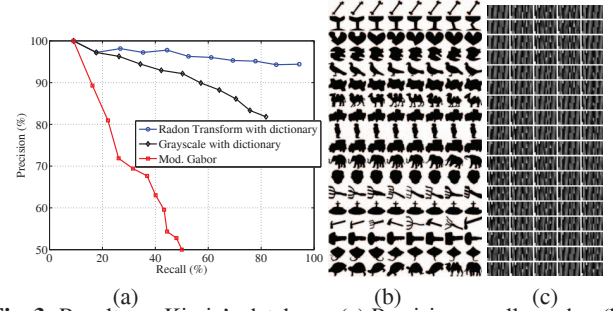 100
90
80
70
60
50
0 20 40 60 80 100
Precision (%)
Recall (%)
Radon Transform with dictionary
Grayscale with dictionary
Mod. Gabor
(a) (b) (c)